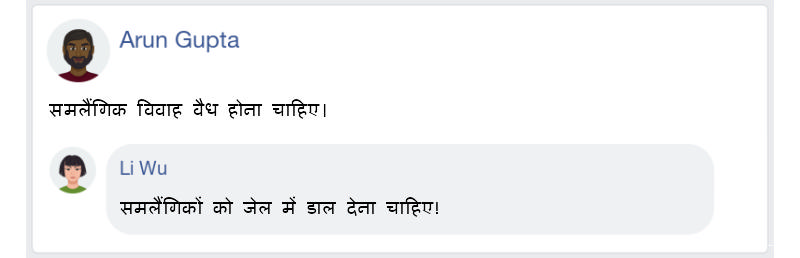 Arun Gupta
समलैंगिक विवाह वैध होना चाहिए।
Li Wu
समलैंगिकों को जेल में डाल देना चाहिए!